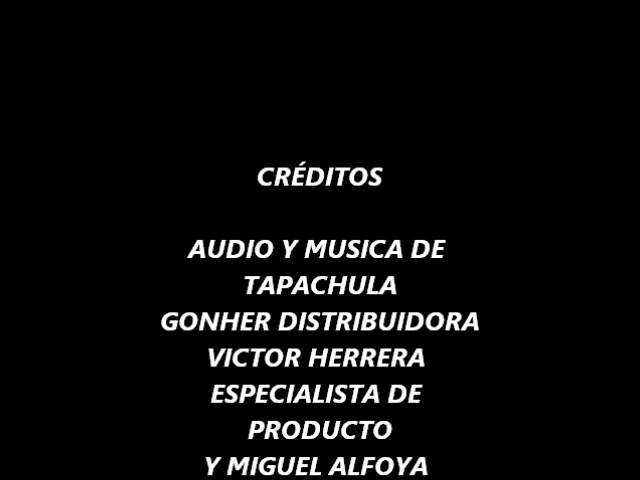 CRÉDITOS
AUDIO Y MUSICA DE
TAPACHULA
GONHER DISTRIBUIDORA
VICTOR HERRERA
ESPECIALISTA DE
PRODUCTO
Y MIGUEL ALFOYA